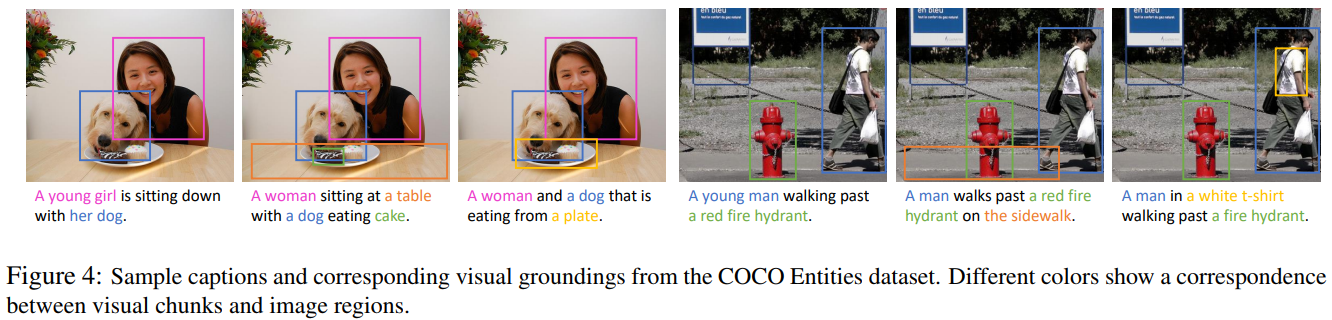 en bleu
en bleu
en bleu
A young girl is sitting down
with her dog.
A woman sitting at a table
with a dog eating cake.
A woman and a dog that is
eating from a plate.
A young man walking past
a red fire hydrant.
A man walks past a red fire
hydrant on the sidewalk.
A man in a white t-shirt
walking past a fire hydrant.
Figure 4: Sample captions and corresponding visual groundings from the COCO Entities dataset. Different colors show a correspondence
between visual chunks and image regions.